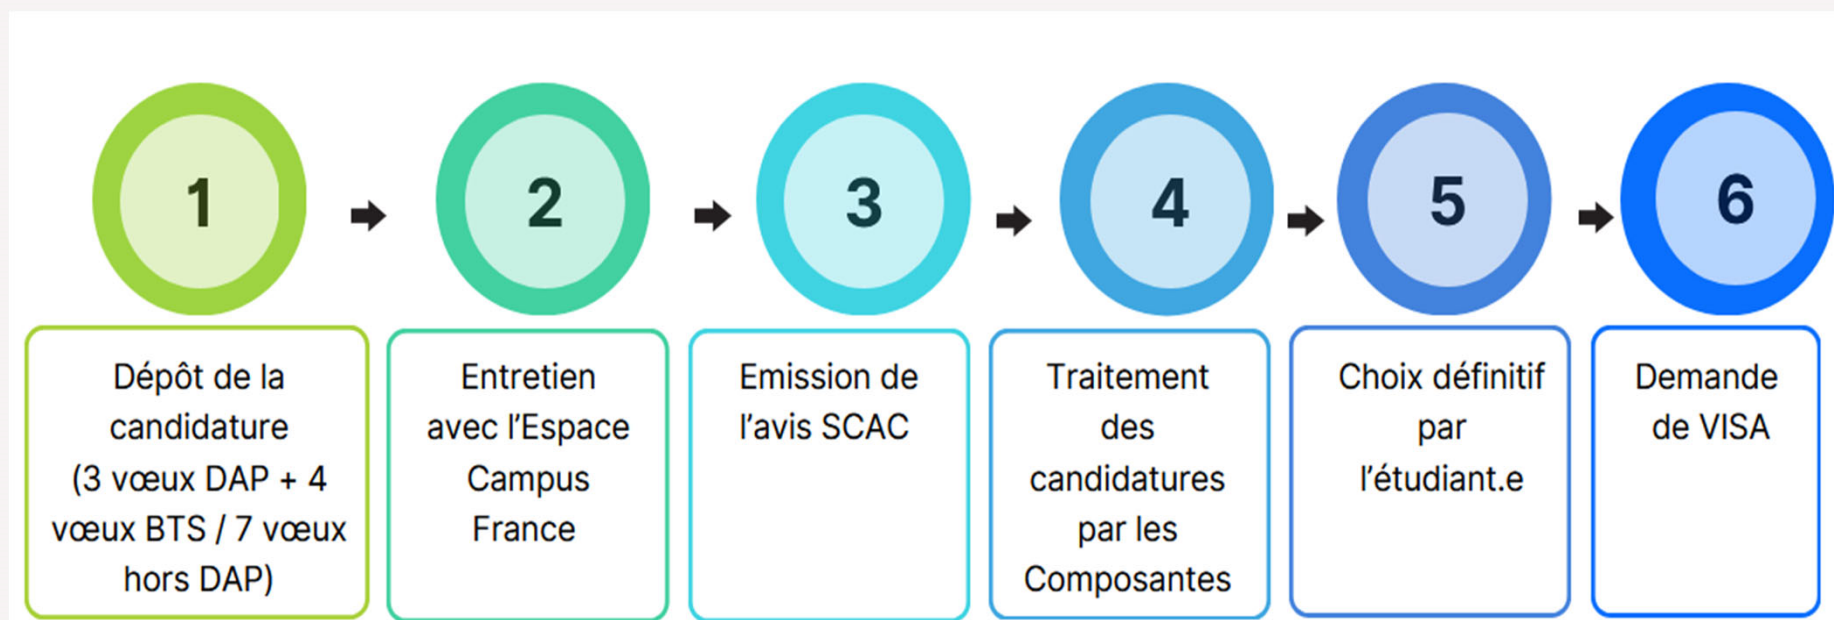 1
2
3
4
5
6
Dépôt de la
candidature
(3 vœux DAP + 4
vœux BTS / 7 vœux
hors DAP)
Entretien
avec l'Espace
Campus
France
Emission de
l'avis SCAC
Traitement
des
candidatures
par les
Composantes
Choix définitif
par
l'étudiant.e
Demande
de VISA